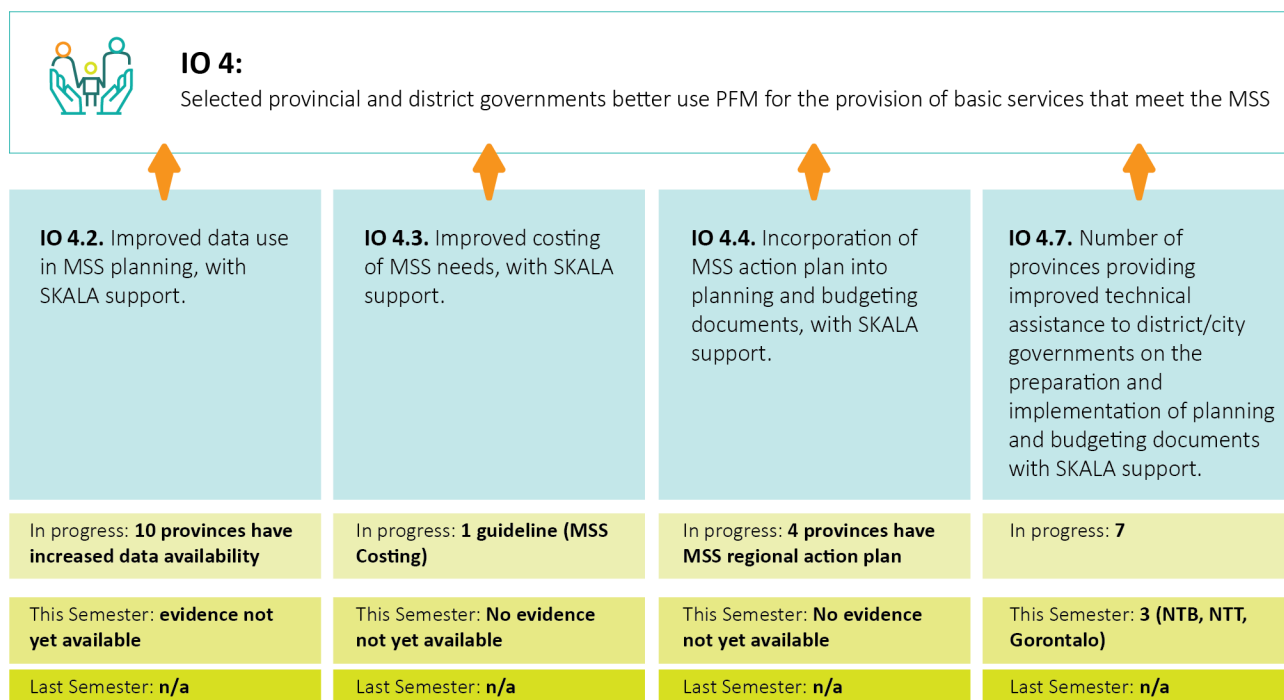 IO 4:
Selected provincial and district governments better use PFM for the provision of basic services that meet the MSS
IO 4.2. Improved data use
in MSS planning, with
SKALA support.
IO 4.3. Improved costing
of MSS needs, with SKALA
support.
IO 4.4. Incorporation of
MSS action plan into
planning and budgeting
documents, with SKALA
support.
IO 4.7. Number of
provinces providing
improved technical
assistance to district/city
governments on the
preparation and
implementation of planning
and budgeting documents
with SKALA support.
In progress: 10 provinces have
increased data availability
In progress: 1 guideline (MSS
Costing)
In progress: 4 provinces have
MSS regional action plan
In progress: 7
This Semester: evidence not
yet available
This Semester: No evidence
not yet available
This Semester: No evidence
not yet available
This Semester: 3 (NTB, NTT,
Gorontalo)
Last Semester: n/a
Last Semester: n/a
Last Semester: n/a
Last Semester: n/a